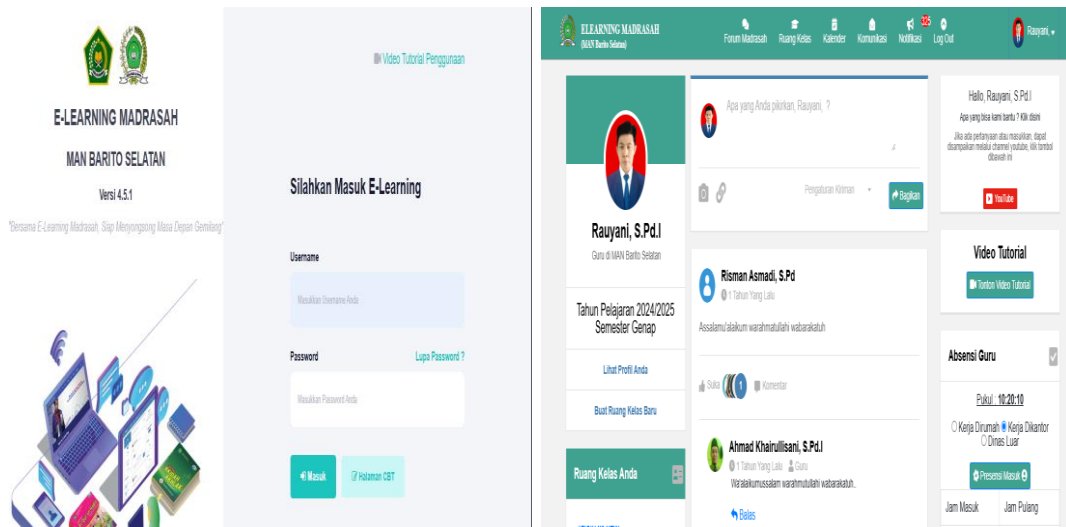 E-LEARNING MADRASAH
MAN BARITO SELATAN
Versi 4.5.1
"Bersama E-Learning Madrasah, Siap Menyongsong Masa Depan Gemilang"
Video Tutorial Penggunaan
Silahkan Masuk E-Learning
Username
Masukkan Username Anda
Password
Lupa Password ?
Masukkan Password Anda
Masuk
Halaman CBT
ELEARNING MADRASAH
(MAN Barito Selatan)
Forum Madrasah
Ruang Kelas
Kalender
Komunikasi
Notifikasi
Log Out
Rauyani,
Rauyani, S.Pd.I
Guru di MAN Barito Selatan
Tahun Pelajaran 2024/2025
Semester Genap
Lihat Profil Anda
Buat Ruang Kelas Baru
Ruang Kelas Anda
Apa yang Anda pikirkan, Rauyani, ?
Pengaturan Kiriman
Bagikan
Risman Asmadi, S.Pd
1 Tahun Yang Lalu
Assalamu'alaikum warahmatullahi wabarakatuh
Suka
1
Komentar
Ahmad Khairullisani, S.Pd.I
1 Tahun Yang Lalu Guru
Wa'alaikumussalam warahmutullahi wabarakatuh..
Balas
Hallo, Rauyani, S.Pd.I
Apa yang bisa kami bantu ? Klik disini
Jika ada pertanyaan atau masukkan, dapat
disampaikan melalui channel youtube, klik tombol
dibawah ini
YouTube
Video Tutorial
Tonton Video Tutorial
Absensi Guru
Pukul : 10:20:10
Kerja Dirumah Kerja Dikantor
Dinas Luar
Presensi Masuk
Jam Masuk
Jam Pulang